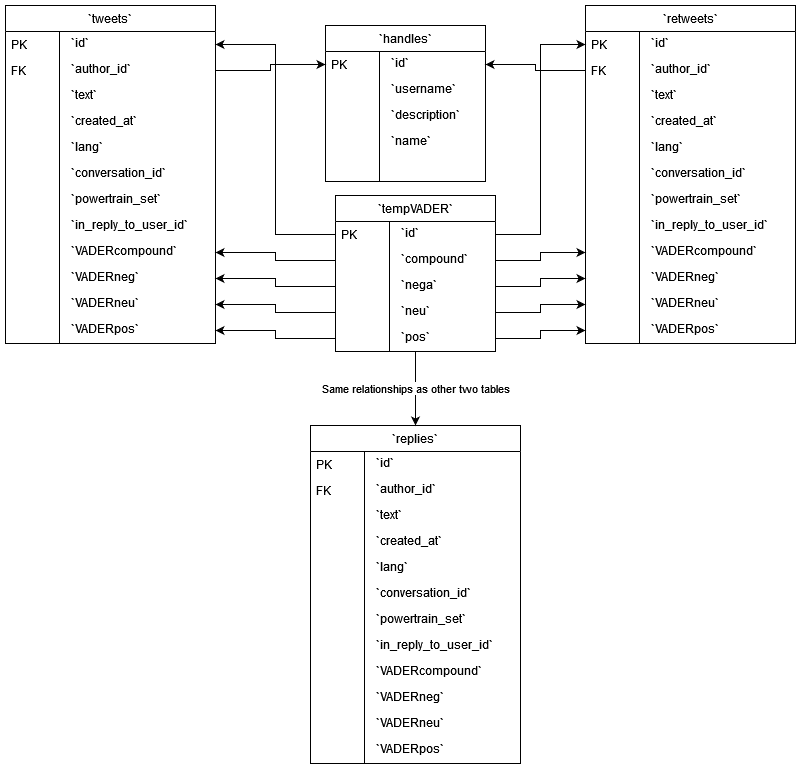 `tweets`
PK `id`
FK `author_id`
`text`
`created_at`
`lang`
`conversation_id`
`powertrain_set`
`in_reply_to_user_id`
`VADERcompound`
`VADERneg`
`VADERneu`
`VADERpos`
`handles`
PK `id`
`username`
`description`
`name`
`retweets`
PK `id`
FK `author_id`
`text`
`created_at`
`lang`
`conversation_id`
`powertrain_set`
`in_reply_to_user_id`
`VADERcompound`
`VADERneg`
`VADERneu`
`VADERpos`
`tempVADER`
PK `id`
`compound`
`nega`
`neu`
`pos`
Same relationships as other two tables
`replies`
PK `id`
FK `author_id`
`text`
`created_at`
`lang`
`conversation_id`
`powertrain_set`
`in_reply_to_user_id`
`VADERcompound`
`VADERneg`
`VADERneu`
`VADERpos`